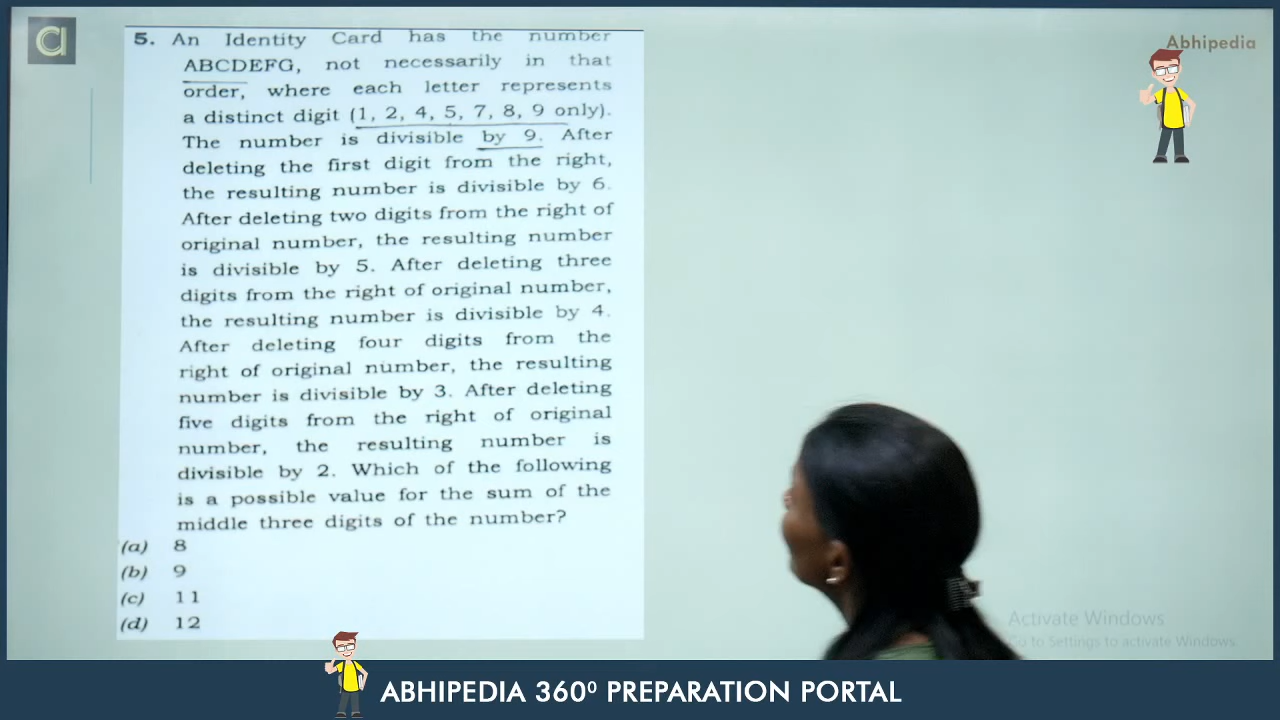 a
Abhipedia
5. An Identity Card has the number
ABCDEFG, not necessarily in that
order, where each letter represents
a distinct digit (1, 2, 4, 5, 7, 8, 9 only).
The number is divisible by 9. After
deleting the first digit from the right,
the resulting number is divisible by 6.
After deleting two digits from the right of
original number, the resulting number
is divisible by 5. After deleting three
digits from the right of original number,
the resulting number is divisible by 4.
After deleting four digits from the
right of original number, the resulting
number is divisible by 3. After deleting
five digits from the right of original
number, the resulting number is
divisible by 2. Which of the following
is a possible value for the sum of the
middle three digits of the number?
(a) 8
(b) 9
(c) 11
(d) 12
Activate Windows
Go to Settings to activate Windows.
ABHIPEDIA 360⁰ PREPARATION PORTAL